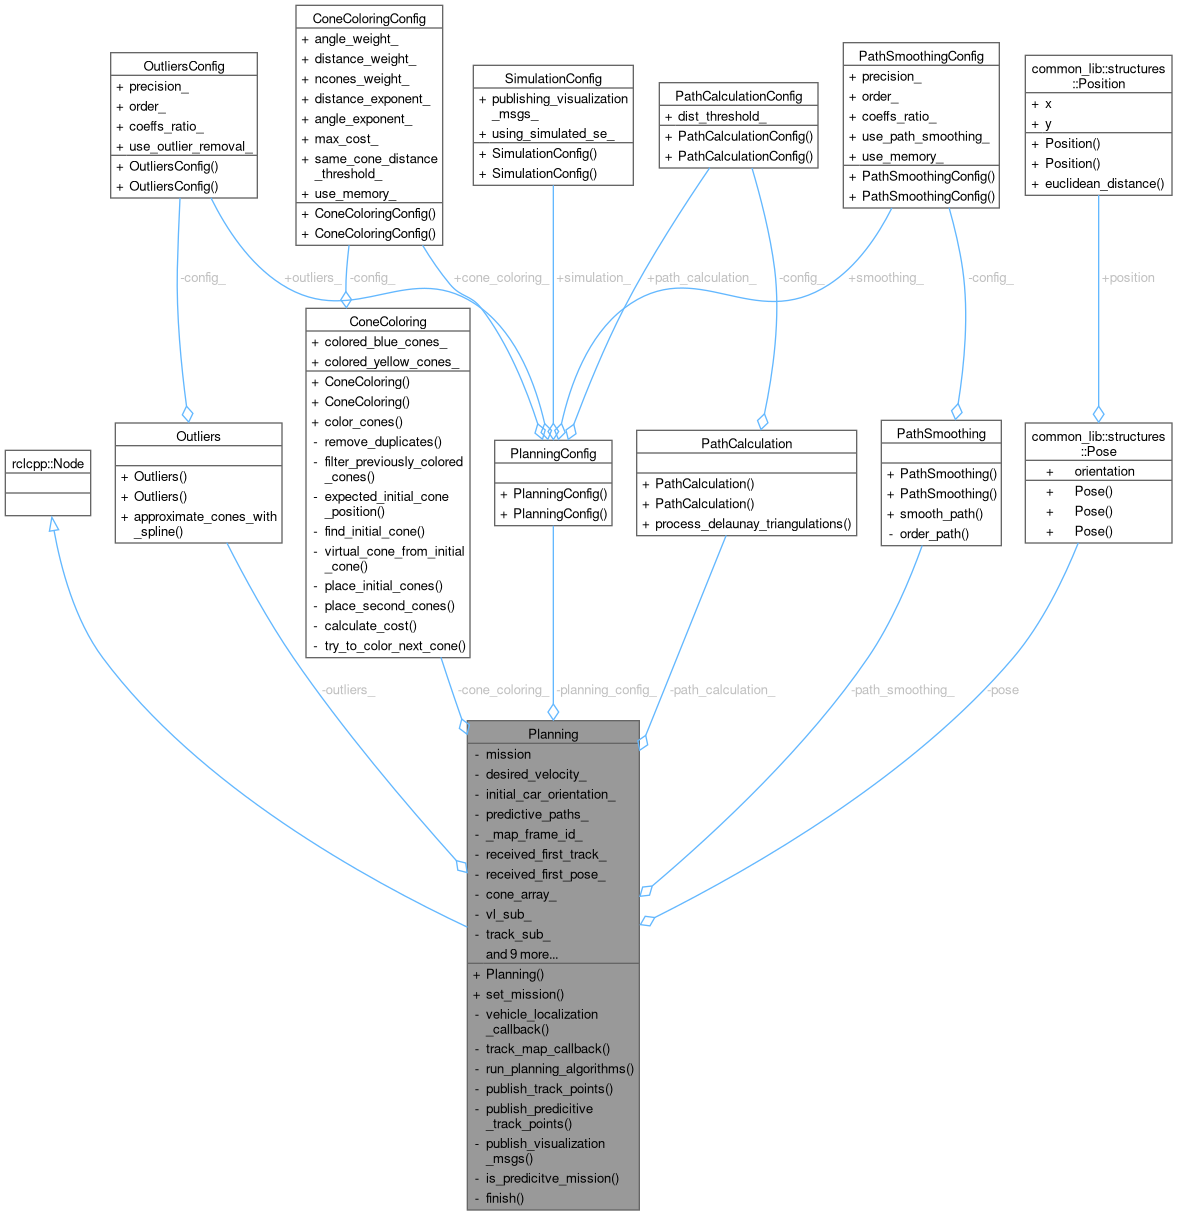 ConeColoringConfig
+ angle_weight_
+ distance_weight_
+ ncones_weight_
+ distance_exponent_
+ angle_exponent_
+ max_cost_
+ same_cone_distance
_threshold_
+ use_memory_
+ ConeColoringConfig()
+ ConeColoringConfig()
OutliersConfig
+ precision_
+ order_
+ coeffs_ratio_
+ use_outlier_removal_
+ OutliersConfig()
+ OutliersConfig()
SimulationConfig
+ publishing_visualization
_msgs_
+ using_simulated_se_
+ SimulationConfig()
+ SimulationConfig()
PathCalculationConfig
+ dist_threshold_
+ PathCalculationConfig()
+ PathCalculationConfig()
PathSmoothingConfig
+ precision_
+ order_
+ coeffs_ratio_
+ use_path_smoothing_
+ use_memory_
+ PathSmoothingConfig()
+ PathSmoothingConfig()
common_lib::structures
::Position
+ x
+ y
+ Position()
+ Position()
+ euclidean_distance()
-config_
+outliers_
-config_
+cone_coloring_
+simulation_
+path_calculation_
-config_
+smoothing_
-config_
+position
rclcpp::Node
Outliers
+ Outliers()
+ Outliers()
+ approximate_cones_with
_spline()
ConeColoring
+ colored_blue_cones_
+ colored_yellow_cones_
+ ConeColoring()
+ ConeColoring()
+ color_cones()
- remove_duplicates()
- filter_previously_colored
_cones()
- expected_initial_cone
_position()
- find_initial_cone()
- virtual_cone_from_initial
_cone()
- place_initial_cones()
- place_second_cones()
- calculate_cost()
- try_to_color_next_cone()
PlanningConfig
+ PlanningConfig()
+ PlanningConfig()
PathCalculation
+ PathCalculation()
+ PathCalculation()
+ process_delaunay_triangulations()
PathSmoothing
+ PathSmoothing()
+ PathSmoothing()
+ smooth_path()
- order_path()
common_lib::structures
::Pose
+ orientation
+ Pose()
+ Pose()
+ Pose()
-outliers_
-cone_coloring_
-planning_config_
-path_calculation_
-path_smoothing_
-pose
Planning
- mission
- desired_velocity_
- initial_car_orientation_
- predictive_paths_
- _map_frame_id_
- received_first_track_
- received_first_pose_
- cone_array_
- vl_sub_
- track_sub_
and 9 more...
+ Planning()
+ set_mission()
- vehicle_localization
_callback()
- track_map_callback()
- run_planning_algorithms()
- publish_track_points()
- publish_predicitive
_track_points()
- publish_visualization
_msgs()
- is_predicitve_mission()
- finish()